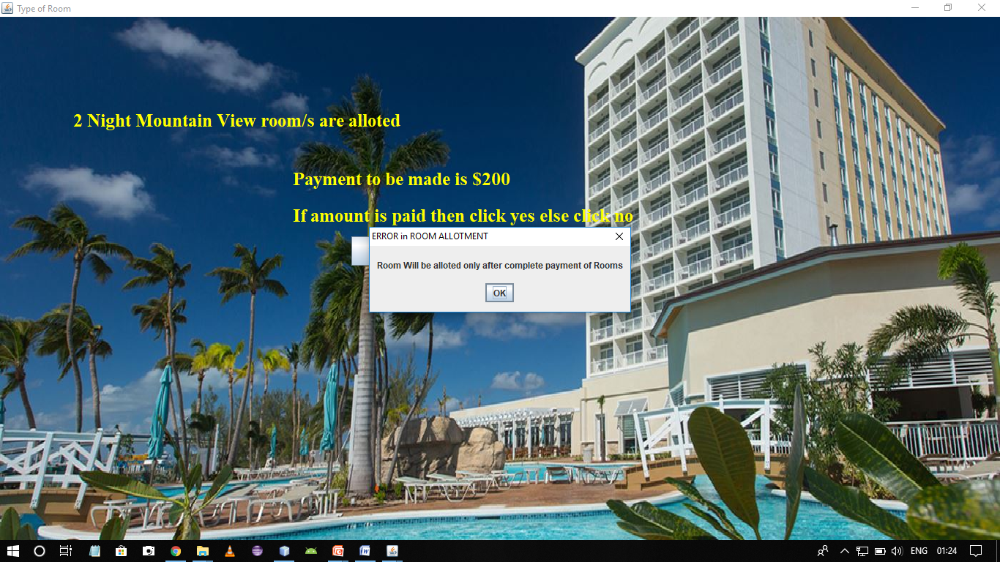 Type of Room
2 Night Mountain View room/s are alloted
Payment to be made is $200
If amount is paid then click yes else click no
ERROR in ROOM ALLOTMENT
Room Will be alloted only after complete payment of Rooms
OK
ENG 01:24